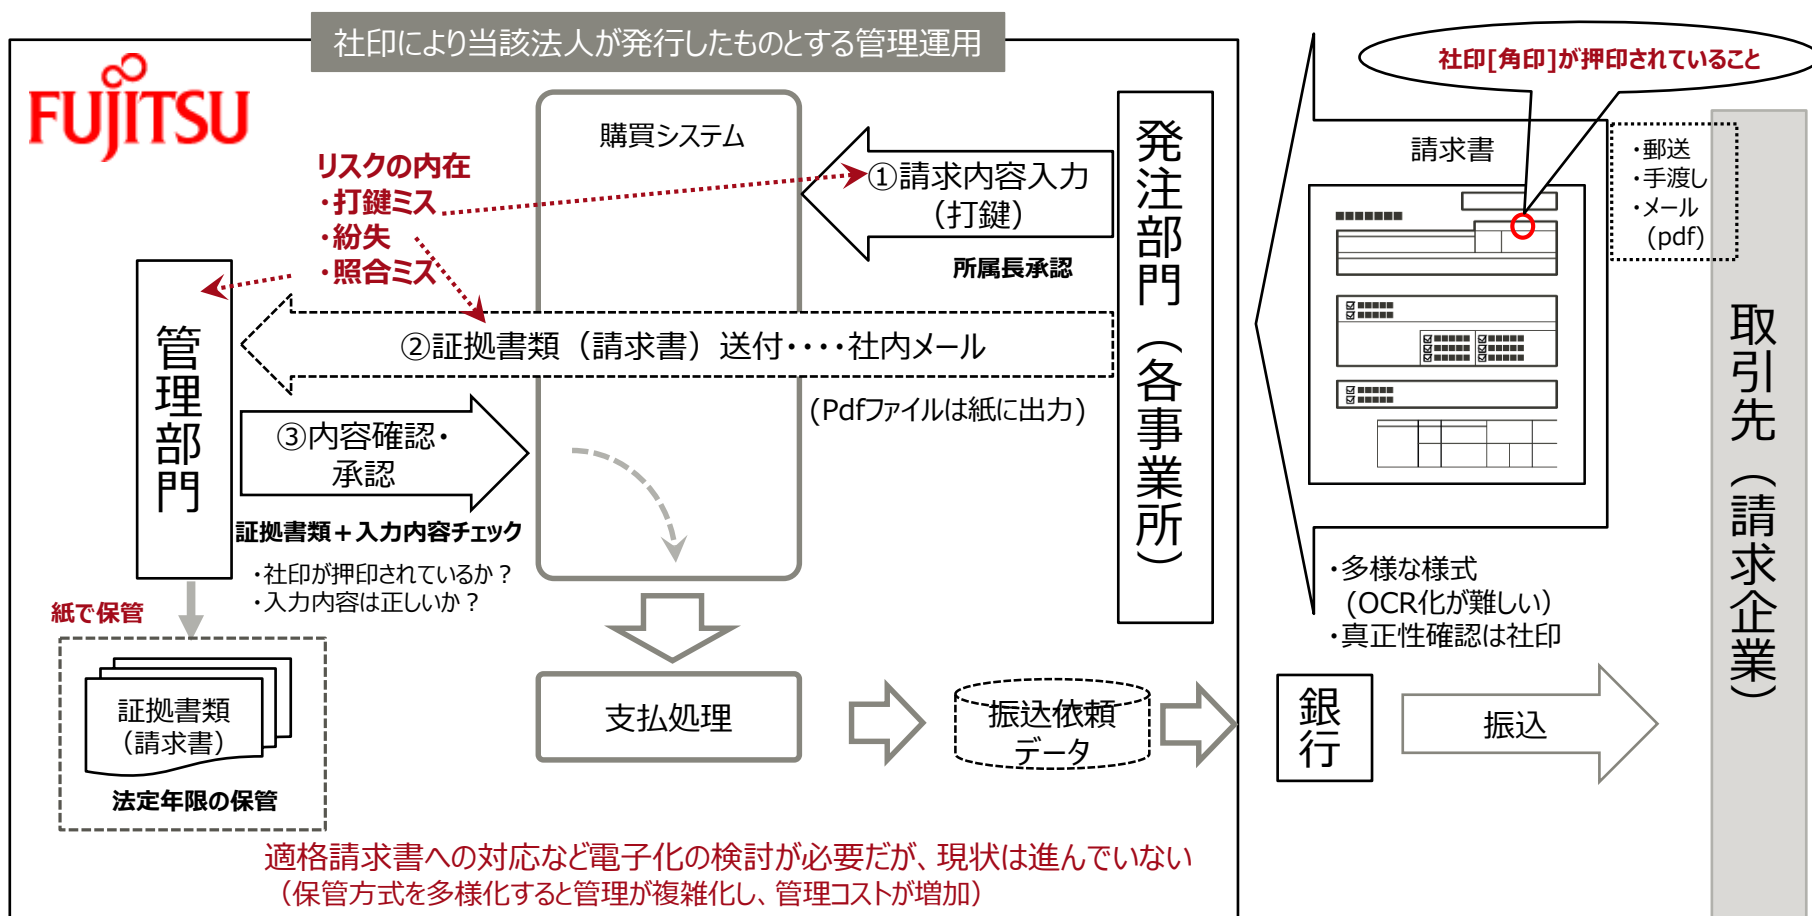 社印により当該法人が発行したものとする管理運用
FUJITSU
社印[角印]が押印されていること
購買システム
リスクの内在
・打鍵ミス
・紛失
・照合ミス
①請求内容入力
（打鍵）
所属長承認
発注部門（各事業所）
請求書
・郵送
・手渡し
・メール
(pdf)
取引先（請求企業）
管理部門
②証拠書類（請求書）送付・・・・社内メール
(Pdfファイルは紙に出力)
③内容確認・
承認
証拠書類＋入力内容チェック
・社印が押印されているか？
・入力内容は正しいか？
・多様な様式
(OCR化が難しい）
・真正性確認は社印
紙で保管
証拠書類
（請求書）
法定年限の保管
支払処理
振込依頼
データ
銀行
振込
適格請求書への対応など電子化の検討が必要だが、現状は進んでいない
（保管方式を多様化すると管理が複雑化し、管理コストが増加）